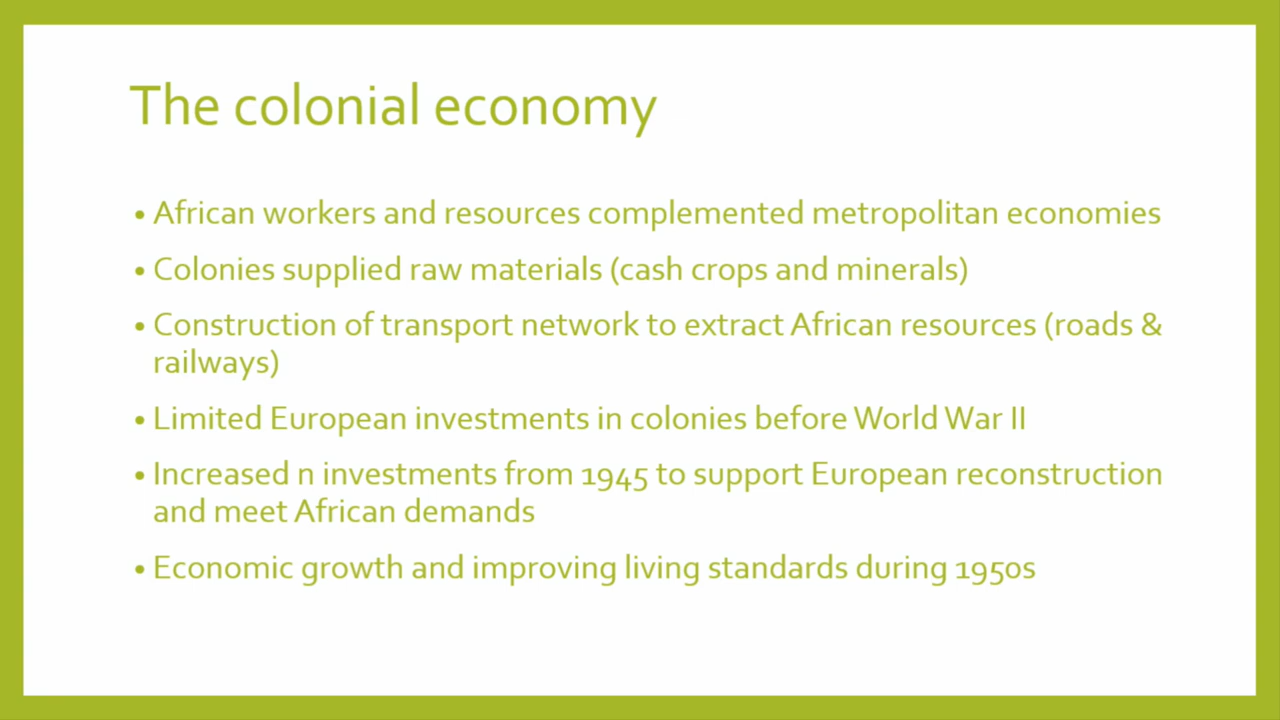 The colonial economy
• African workers and resources complemented metropolitan economies
• Colonies supplied raw materials (cash crops and minerals)
• Construction of transport network to extract African resources (roads &
railways)
• Limited European investments in colonies before World War II
• Increased n investments from 1945 to support European reconstruction
and meet African demands
• Economic growth and improving living standards during 1950s